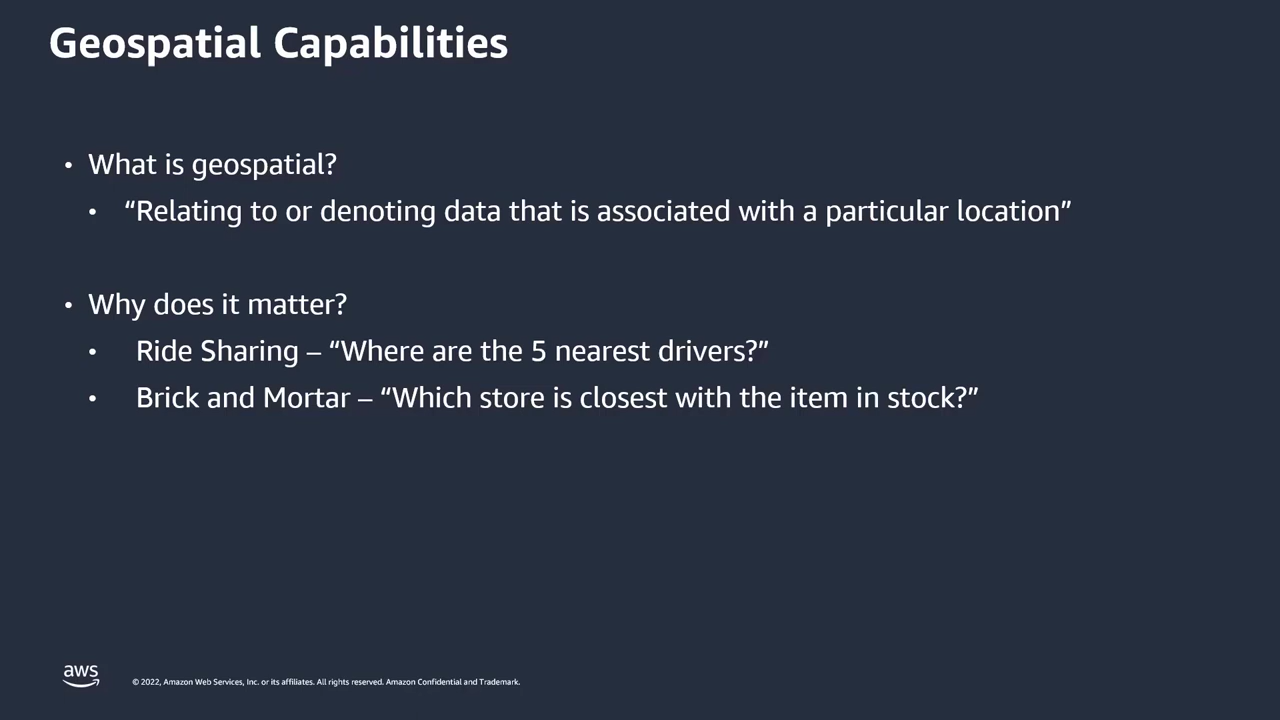 Geospatial Capabilities
• What is geospatial?
• “Relating to or denoting data that is associated with a particular location”
• Why does it matter?
• Ride Sharing – “Where are the 5 nearest drivers?”
• Brick and Mortar – “Which store is closest with the item in stock?”
aws
© 2022, Amazon Web Services, Inc. or its affiliates. All rights reserved. Amazon Confidential and Trademark.